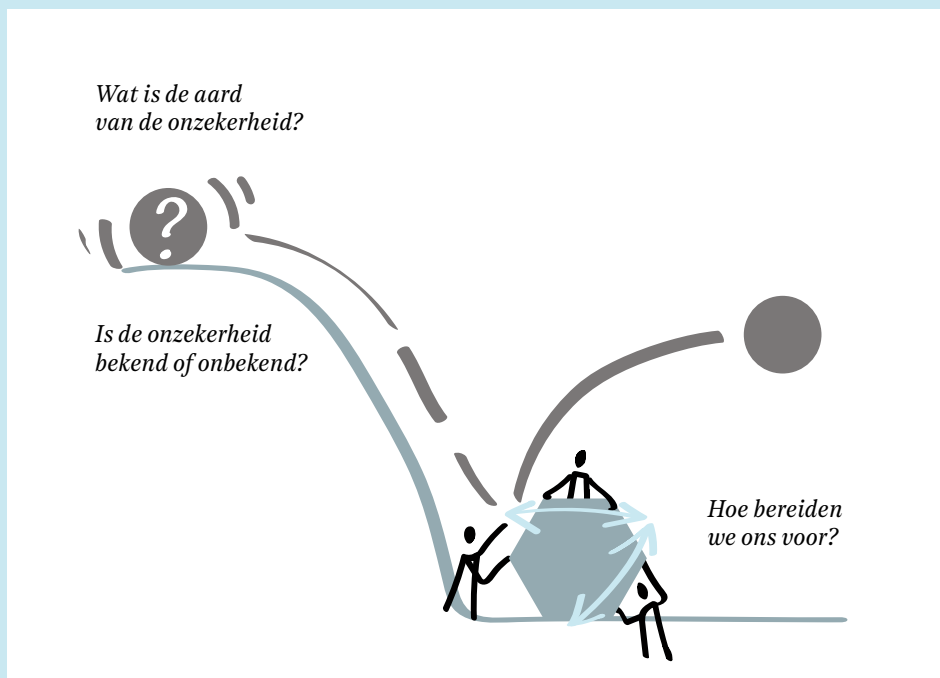 Wat is de aard
van de onzekerheid?
?
Is de onzekerheid
bekend of onbekend?
Hoe bereiden
we ons voor?